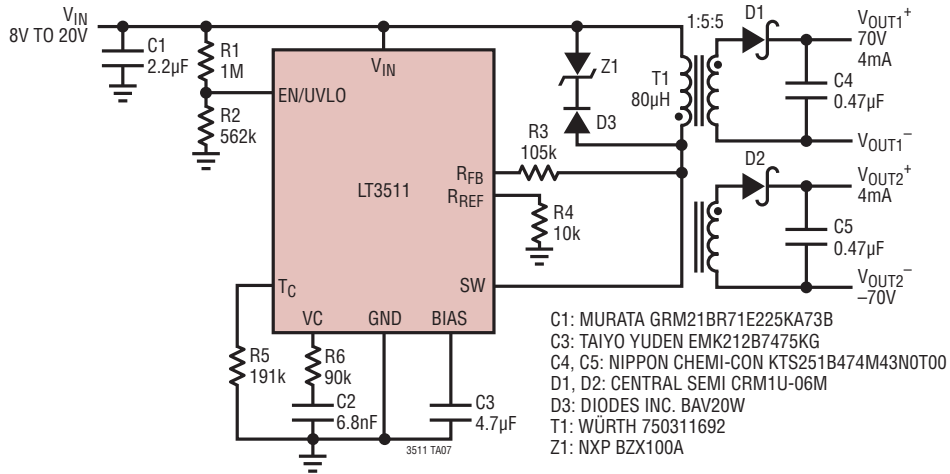 VIN
8V TO 20V
C1
2.2µF
R1
1M
R2
562k
VIN
EN/UVLO
LT3511
RFB
RREF
TC
SW
VC
GND
BIAS
Z1
D3
R3
105k
R4
10k
1:5:5
T1
80µH
D1
VOUT1+
70V
4mA
C4
0.47µF
VOUT1–
D2
VOUT2+
4mA
C5
0.47µF
VOUT2–
–70V
R5
191k
R6
90k
C2
6.8nF
C3
4.7µF
3511 TA07
C1: MURATA GRM21BR71E225KA73B
C3: TAIYO YUDEN EMK212B7475KG
C4, C5: NIPPON CHEMI-CON KTS251B474M43N0T00
D1, D2: CENTRAL SEMI CRM1U-06M
D3: DIODES INC. BAV20W
T1: WÜRTH 750311692
Z1: NXP BZX100A